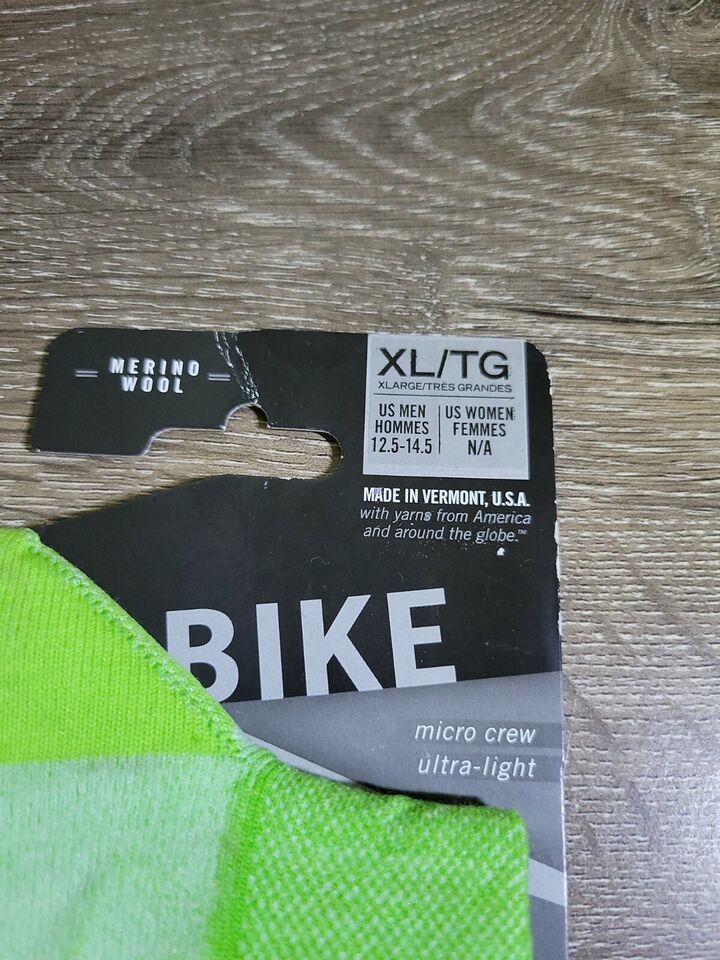 MERINO
WOOL
XL/TG
XLARGE/TRÈS GRANDES
US MEN
HOMMES
12.5-14.5
US WOMEN
FEMMES
N/A
MADE IN VERMONT, U.S.A.
with yarns from America
and around the globe.™
BIKE
micro crew
ultra-light